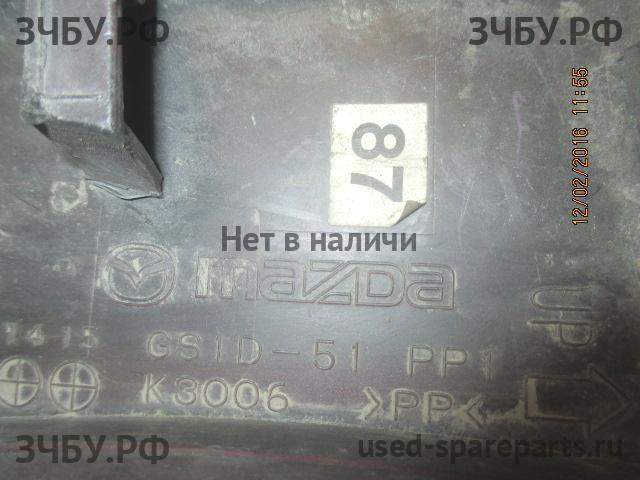 ЗЧБУ.РФ
ЗЧБУ.РФ
12/02/2016 11:55
87
Нет в наличи
mazda
UP
1415 GS1D-51 PP1
K3006 >PP<
ЗЧБУ.РФ
used-spareparts.ru